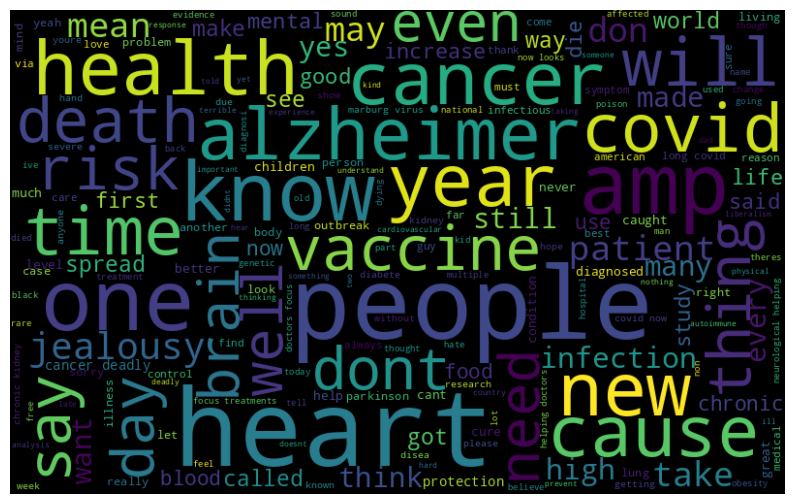 mean
yeah
youre
response
evidence
make
mental
love
problem
thank
via
mind
even
may
yes
increase
way
don
world
living
sound
come
affected
though
now looks
someone
health
cancer
will
die
sure
name
good
see
must
kind
show
used
poison
symptom
change
going
made
told
yet
hand
due
terrible
experience
national
taking
death
alzheimer
covid
marburg virus
infectious
diagnosi
severe
back
ive
important
didnt
risk
know
year
children
person
understand
american
long covid
reason
dad
dying
never
amp
life
much
care
first
old
still
said
liberalism
died
anyone
time
another
body
long
outbreak
far
kidney
cardiovascular
hear
kid
use
caught
best
man
theres
level
spread
now
genetic
guy
part
hope
vaccine
patient
many
case
better
look
something
diabete
multiple
two
diagnosed
right
nothing
physical
black
treatment
thinking
rare
one
people
brain
well
doctors focus
without
condition
hospital
study
covid now
autoimmune
thing
every
neurological helping
jealousy
find
always
thought
hate
dont
infection
cancer deadly
sorry
control
today
food
research
need
new
non
deadly
focus treatments
tell
help
parkinson
cant
country
cure
helping doctors
chronic
chronic kidney
free
late
illness
let
say
day
want
heart
doesnt
lot
please
disea
cause
ill
medical
great
analysis
feel
got
hard
lung
week
really
blood
called
known
think
protection
believe
high
prevent
getting
take
obesity